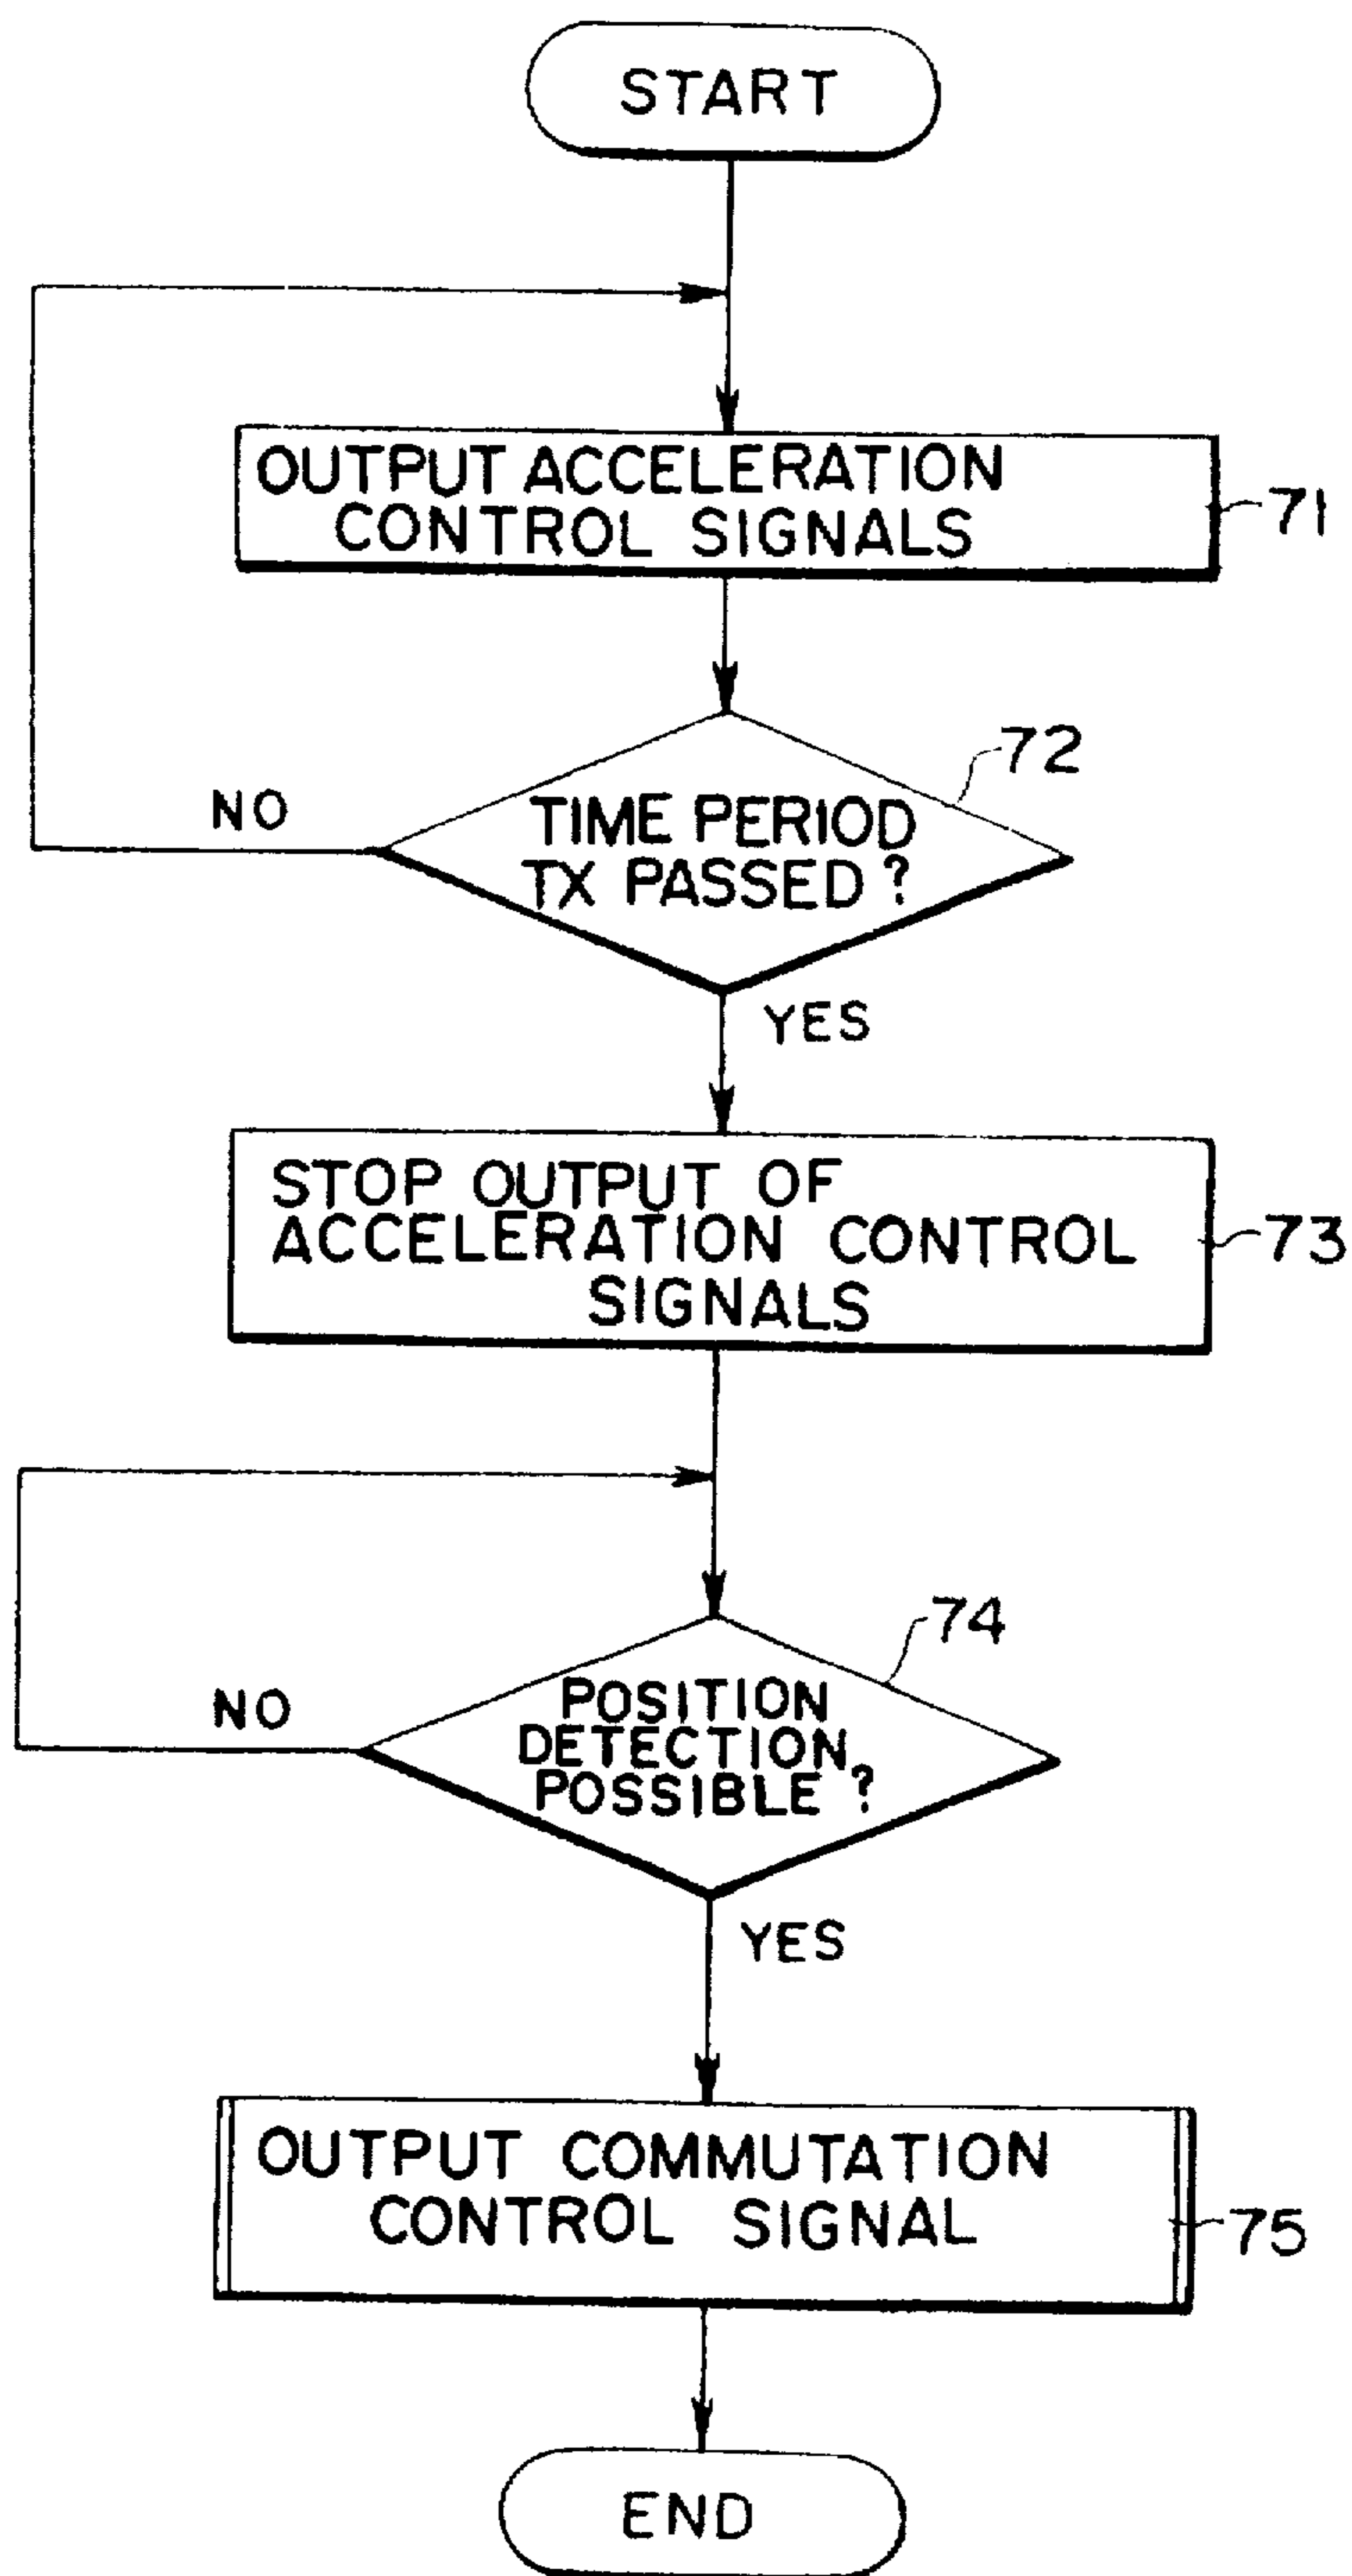 START
OUTPUT ACCELERATION
CONTROL SIGNALS
71
72
NO
TIME PERIOD
TX PASSED ?
YES
STOP OUTPUT OF
ACCELERATION CONTROL
SIGNALS
73
74
NO
POSITION
DETECTION
POSSIBLE ?
YES
OUTPUT COMMUTATION
CONTROL SIGNAL
75
END